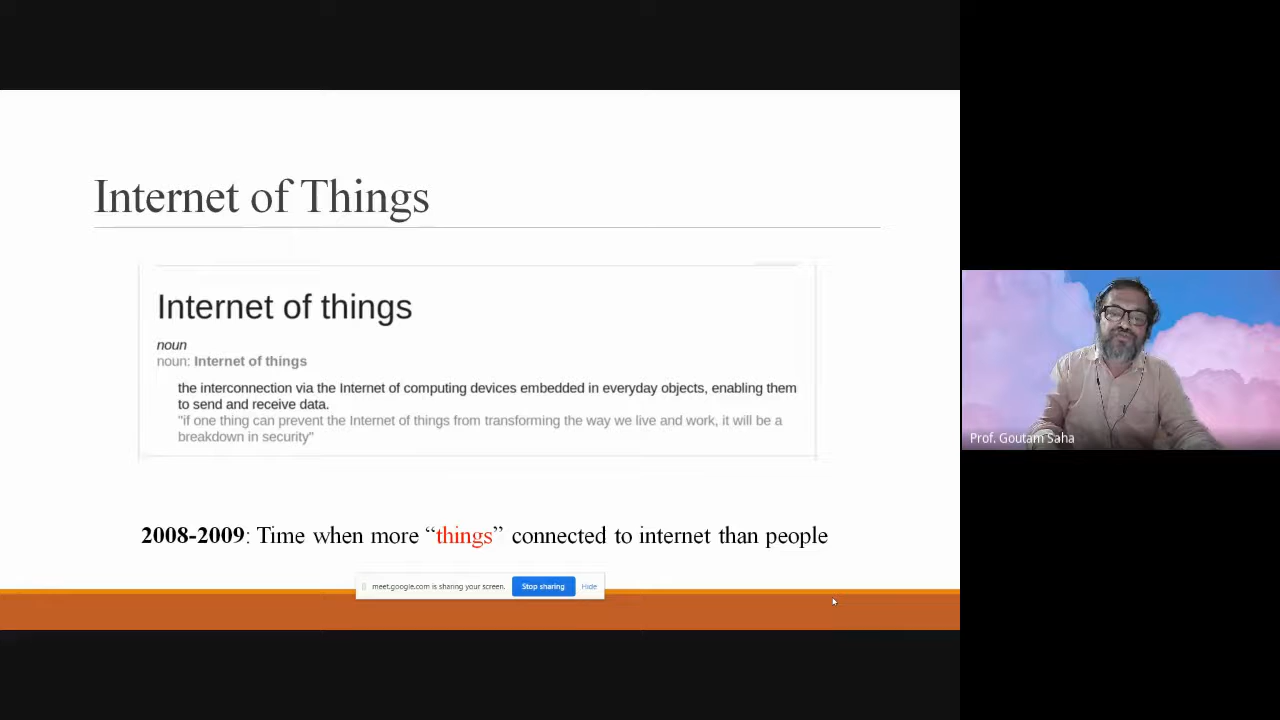 Internet of Things
Internet of things
noun
noun: Internet of things
the interconnection via the Internet of computing devices embedded in everyday objects, enabling them
to send and receive data.
"if one thing can prevent the Internet of things from transforming the way we live and work, it will be a
breakdown in security"
2008-2009: Time when more “things” connected to internet than people
meet.google.com is sharing your screen. Stop sharing Hide
Prof. Goutam Saha